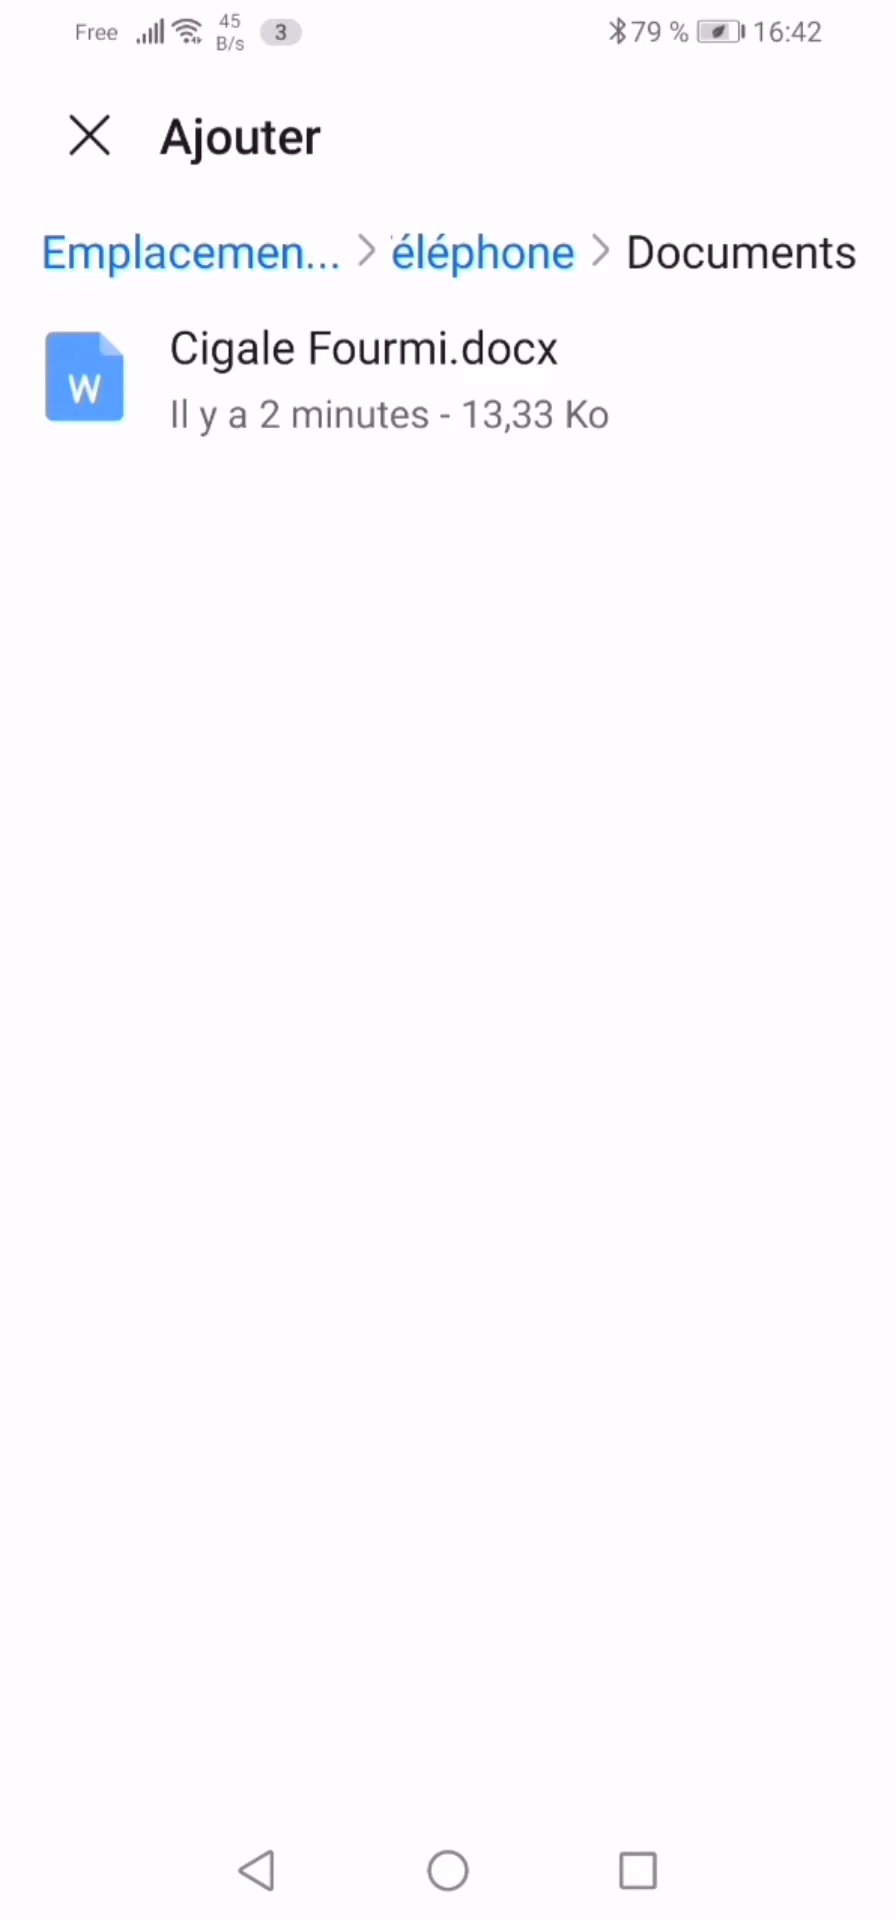 Free 45 B/s 3 79 % 16:42
Ajouter
Emplacemen... > éléphone > Documents
W Cigale Fourmi.docx
Il y a 2 minutes - 13,33 Ko